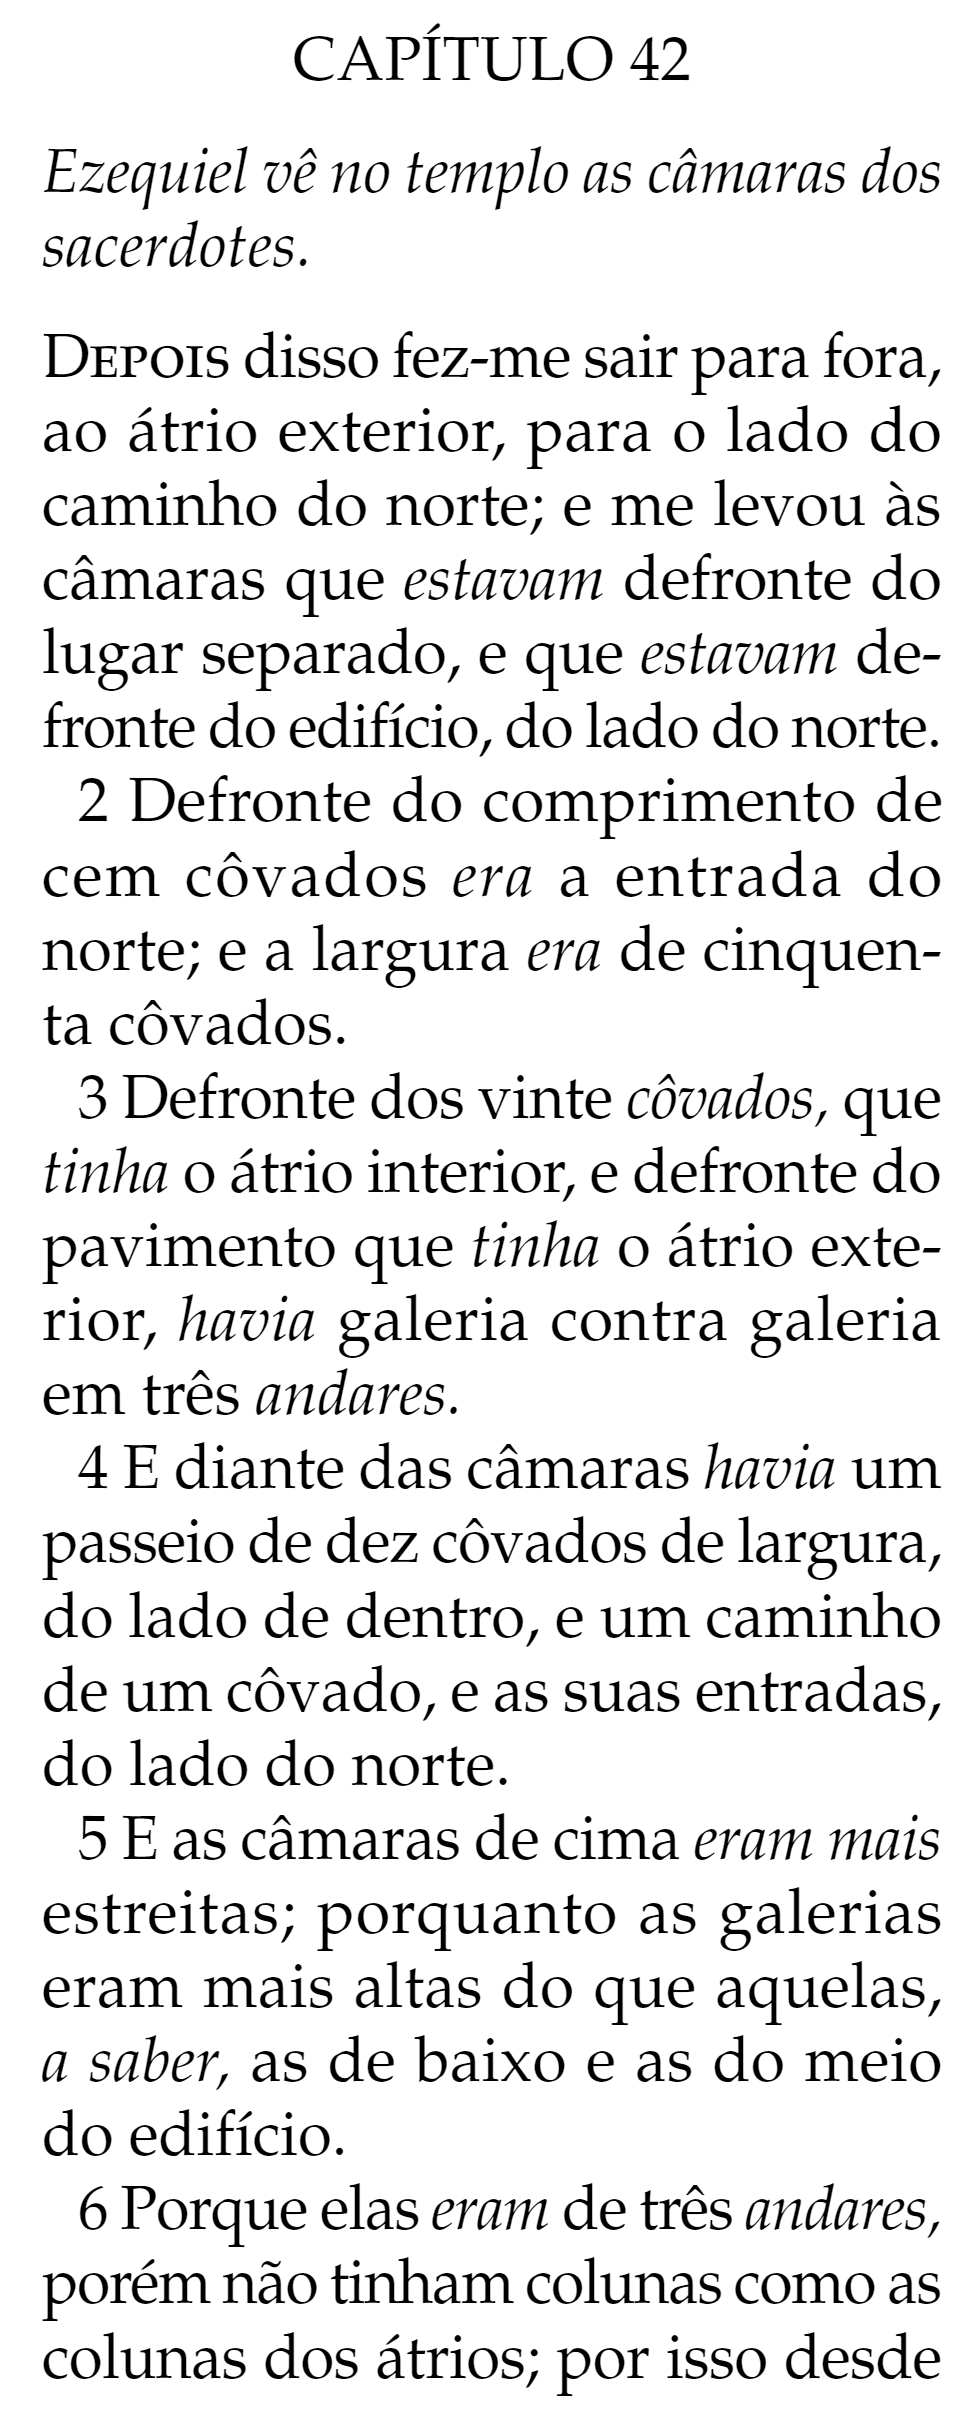 CAPÍTULO 42
Ezequiel vê no templo as câmaras dos
sacerdotes.
DEPOIS disso fez-me sair para fora,
ao átrio exterior, para o lado do
caminho do norte; e me levou às
câmaras que estavam defronte do
lugar separado, e que estavam de-
fronte do edifício, do lado do norte.
2 Defronte do comprimento de
cem côvados era a entrada do
norte; e a largura era de cinquen-
ta côvados.
3 Defronte dos vinte côvados, que
tinha o átrio interior, e defronte do
pavimento que tinha o átrio exte-
rior, havia galeria contra galeria
em três andares.
4 E diante das câmaras havia um
passeio de dez côvados de largura,
do lado de dentro, e um caminho
de um côvado, e as suas entradas,
do lado do norte.
5 E as câmaras de cima eram mais
estreitas; porquanto as galerias
eram mais altas do que aquelas,
a saber, as de baixo e as do meio
do edifício.
6 Porque elas eram de três andares,
porém não tinham colunas como as
colunas dos átrios; por isso desde